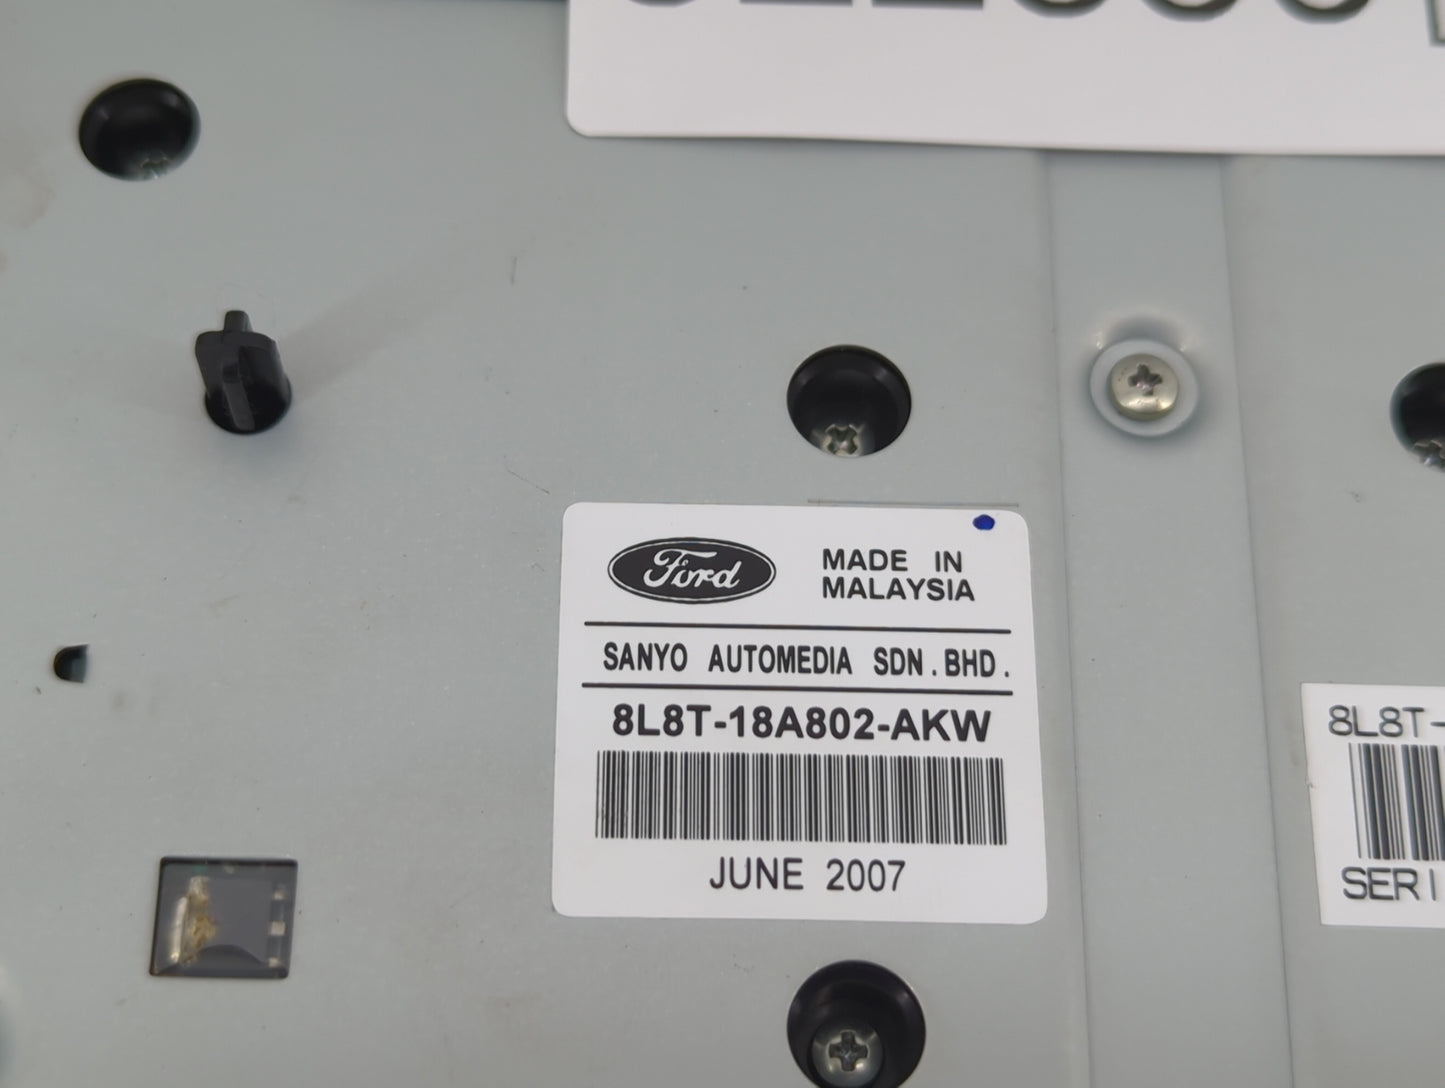 Ford
MADE IN
MALAYSIA
SANYO AUTOMEDIA SDN.BHD.
8L8T-18A802-AKW
JUNE 2007
8L8T-
SERI